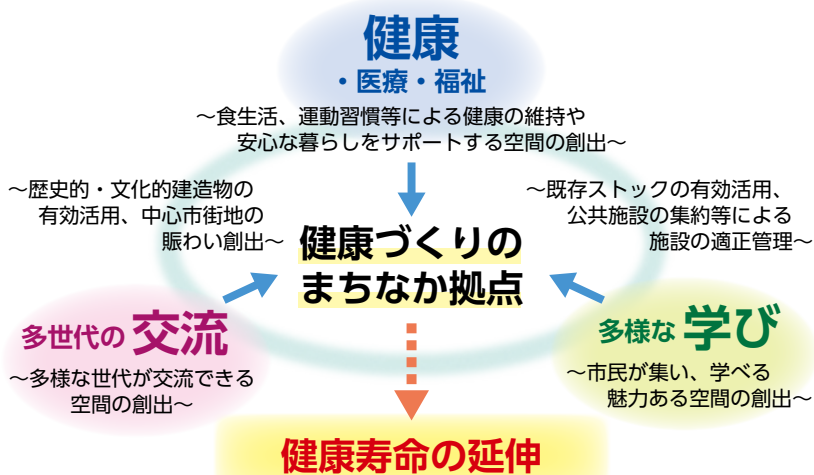 健康
・医療・福祉
～食生活、運動習慣等による健康の維持や
安心な暮らしをサポートする空間の創出～
～歴史的・文化的建造物の
有効活用、中心市街地の
賑わい創出～
～既存ストックの有効活用、
公共施設の集約等による
施設の適正管理～
健康づくりの
まちなか拠点
多世代の 交流
～多様な世代が交流できる
空間の創出～
多様な 学び
～市民が集い、学べる
魅力ある空間の創出～
健康寿命の延伸